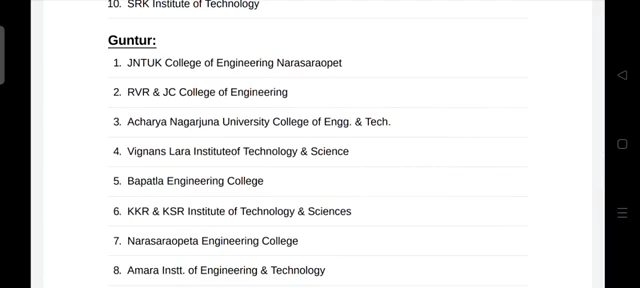 10. SRK Institute of Technology
Guntur:
1. JNTUK College of Engineering Narasaraopet
2. RVR & JC College of Engineering
3. Acharya Nagarjuna University College of Engg. & Tech.
4. Vignans Lara Instituteof Technology & Science
5. Bapatla Engineering College
6. KKR & KSR Institute of Technology & Sciences
7. Narasaraopeta Engineering College
8. Amara Instt. of Engineering & Technology